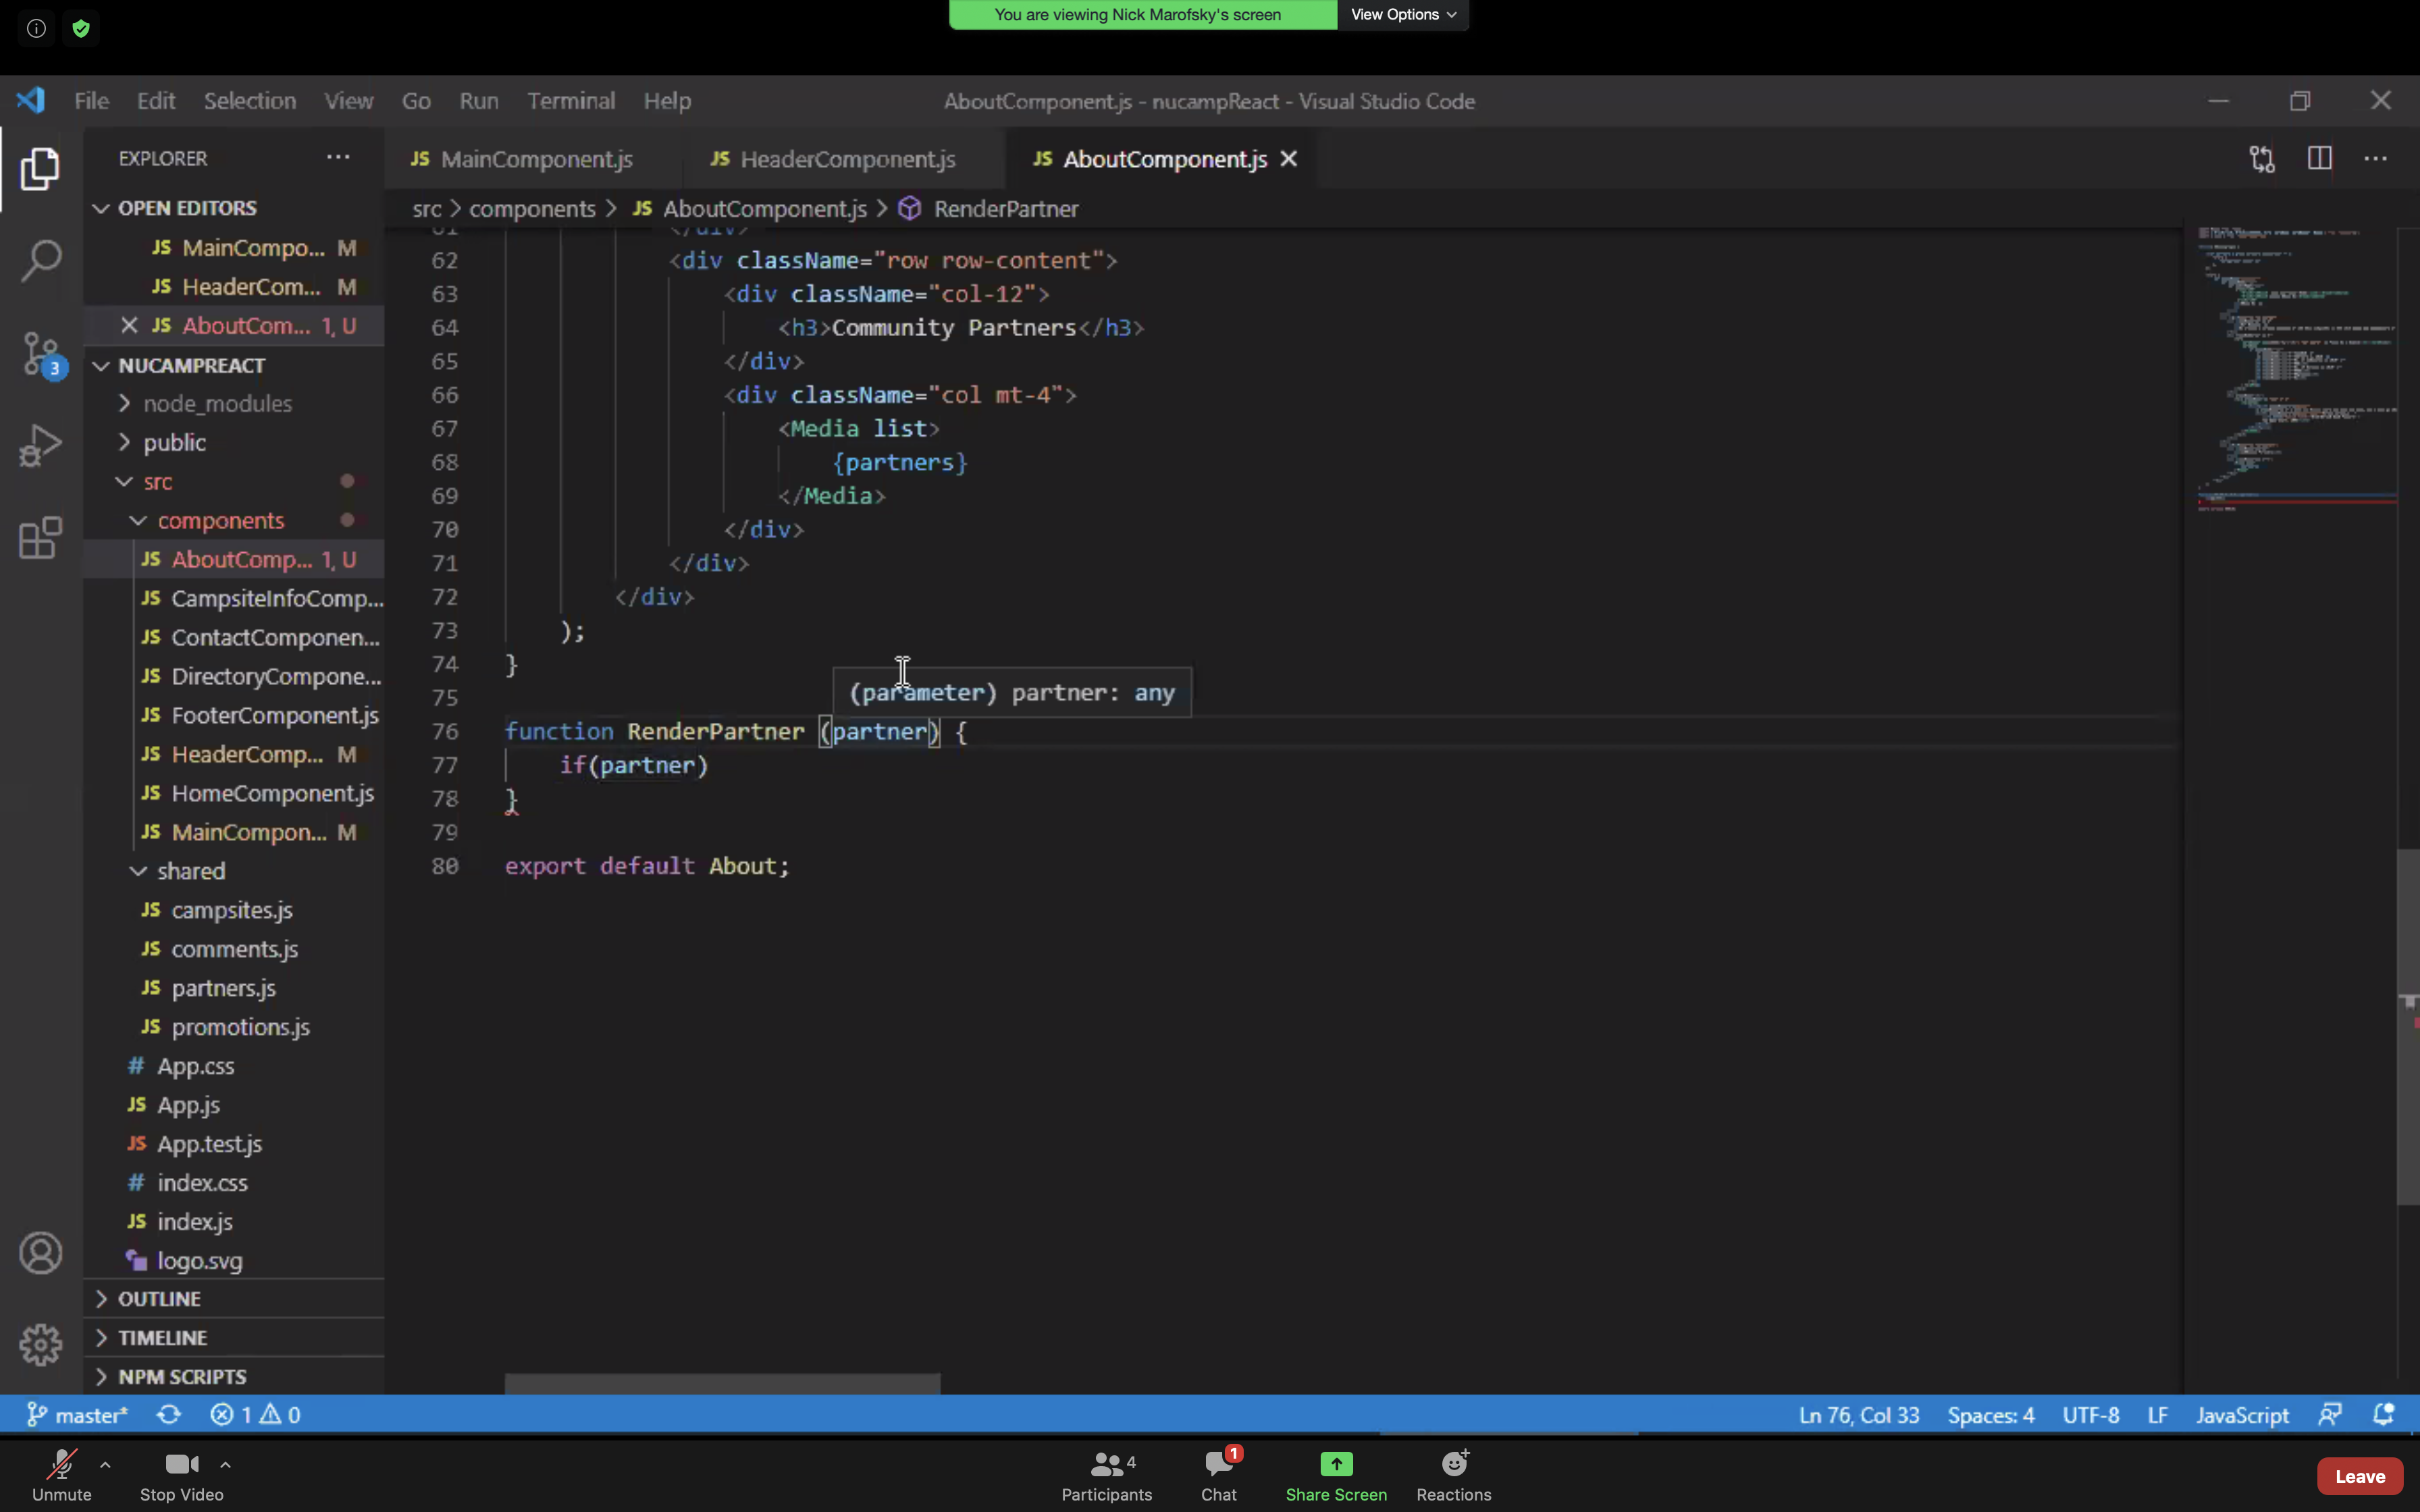 You are viewing Nick Marofsky's screen View Options
File Edit Selection View Go Run Terminal Help AboutComponent.js - nucampReact - Visual Studio Code
EXPLORER
OPEN EDITORS
JS MainCompo... M
JS HeaderCom... M
JS AboutCom... 1, U
NUCAMPREACT
node_modules
public
src
components
JS AboutComp... 1, U
JS CampsiteInfoComp...
JS ContactComponen...
JS DirectoryCompone...
JS FooterComponent.js
JS HeaderComp... M
JS HomeComponent.js
JS MainCompon... M
shared
JS campsites.js
JS comments.js
JS partners.js
JS promotions.js
# App.css
JS App.js
JS App.test.js
# index.css
JS index.js
logo.svg
OUTLINE
TIMELINE
NPM SCRIPTS
3
JS MainComponent.js JS HeaderComponent.js JS AboutComponent.js
src > components > JS AboutComponent.js > RenderPartner
61 </div>
62 <div className="row row-content">
63 <div className="col-12">
64 <h3>Community Partners</h3>
65 </div>
66 <div className="col mt-4">
67 <Media list>
68 {partners}
69 </Media>
70 </div>
71 </div>
72 </div>
73 );
74 }
75
(parameter) partner: any
76 function RenderPartner (partner) {
77 if(partner)
78 }
79
80 export default About;
master* 1 0 Ln 76, Col 33 Spaces: 4 UTF-8 LF JavaScript
Unmute Stop Video Participants 4 Chat 1 Share Screen Reactions Leave